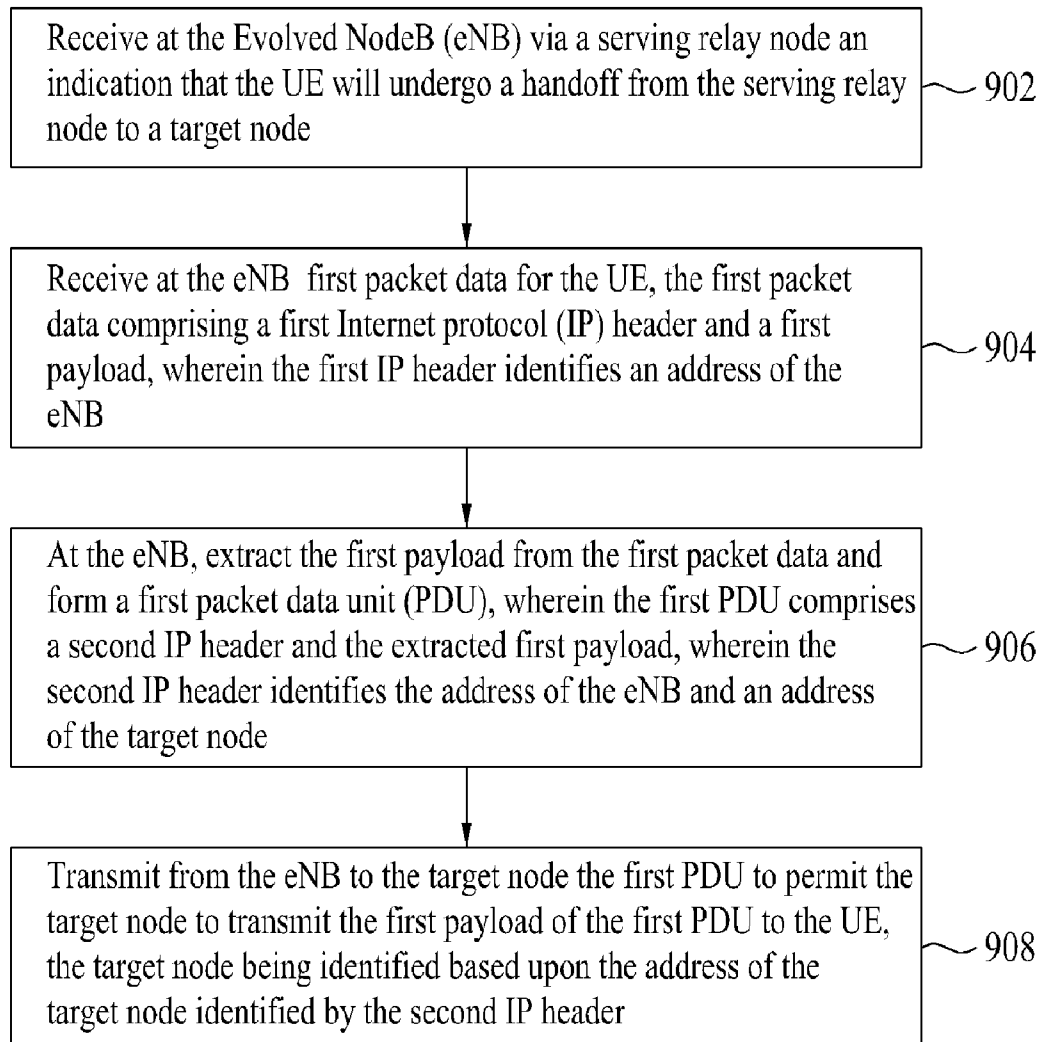 Receive at the Evolved NodeB (eNB) via a serving relay node an
indication that the UE will undergo a handoff from the serving relay
node to a target node
902
Receive at the eNB first packet data for the UE, the first packet
data comprising a first Internet protocol (IP) header and a first
payload, wherein the first IP header identifies an address of the
eNB
904
At the eNB, extract the first payload from the first packet data and
form a first packet data unit (PDU), wherein the first PDU comprises
a second IP header and the extracted first payload, wherein the
second IP header identifies the address of the eNB and an address
of the target node
906
Transmit from the eNB to the target node the first PDU to permit the
target node to transmit the first payload of the first PDU to the UE,
the target node being identified based upon the address of the
target node identified by the second IP header
908